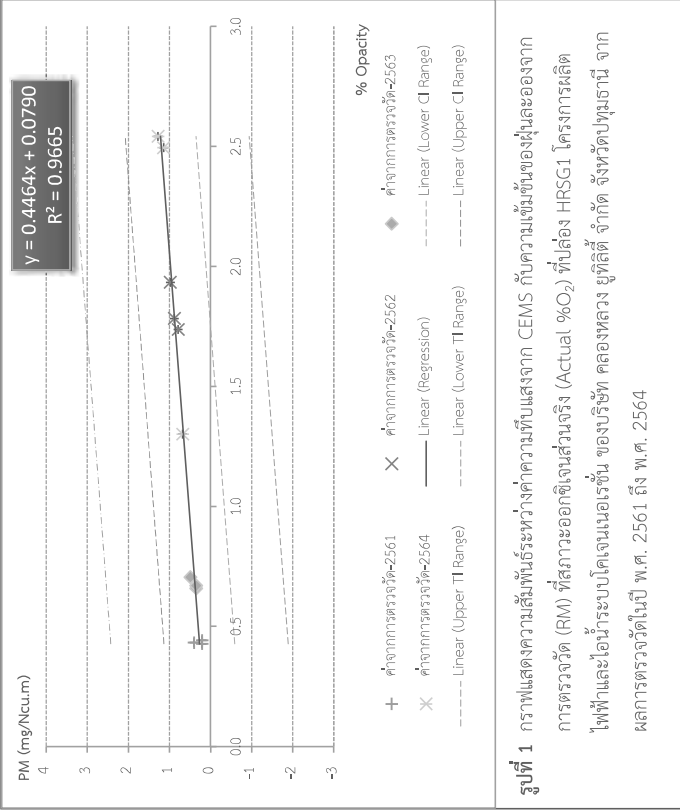 PM (mg/Ncu.m)
y = 0.4464x + 0.0790
R² = 0.9665
4
3
2
1
0
-1
-2
-3
0.0
0.5
1.0
1.5
2.0
2.5
3.0
% Opacity
ค่าจากการตรวจวัด-2561
ค่าจากการตรวจวัด-2562
ค่าจากการตรวจวัด-2563
ค่าจากการตรวจวัด-2564
Linear (Regression)
Linear (Lower CI Range)
Linear (Upper TI Range)
Linear (Lower TI Range)
Linear (Upper CI Range)
รูปที่ 1 กราฟแสดงความสัมพันธ์ระหว่างค่าความทึบแสงจาก CEMS กับความเข้มข้นของฝุ่นละอองจาก
การตรวจวัด (RM) ที่สภาวะออกซิเจนส่วนจริง (Actual %O₂) ที่ปล่อง HRSG1 โครงการผลิต
ไฟฟ้าและไอน้ำระบบโคเจนเนอเรชั่น ของบริษัท คลองหลวง ยูทิลิตี้ จำกัด จังหวัดปทุมธานี จาก
ผลการตรวจวัดในปี พ.ศ. 2561 ถึง พ.ศ. 2564